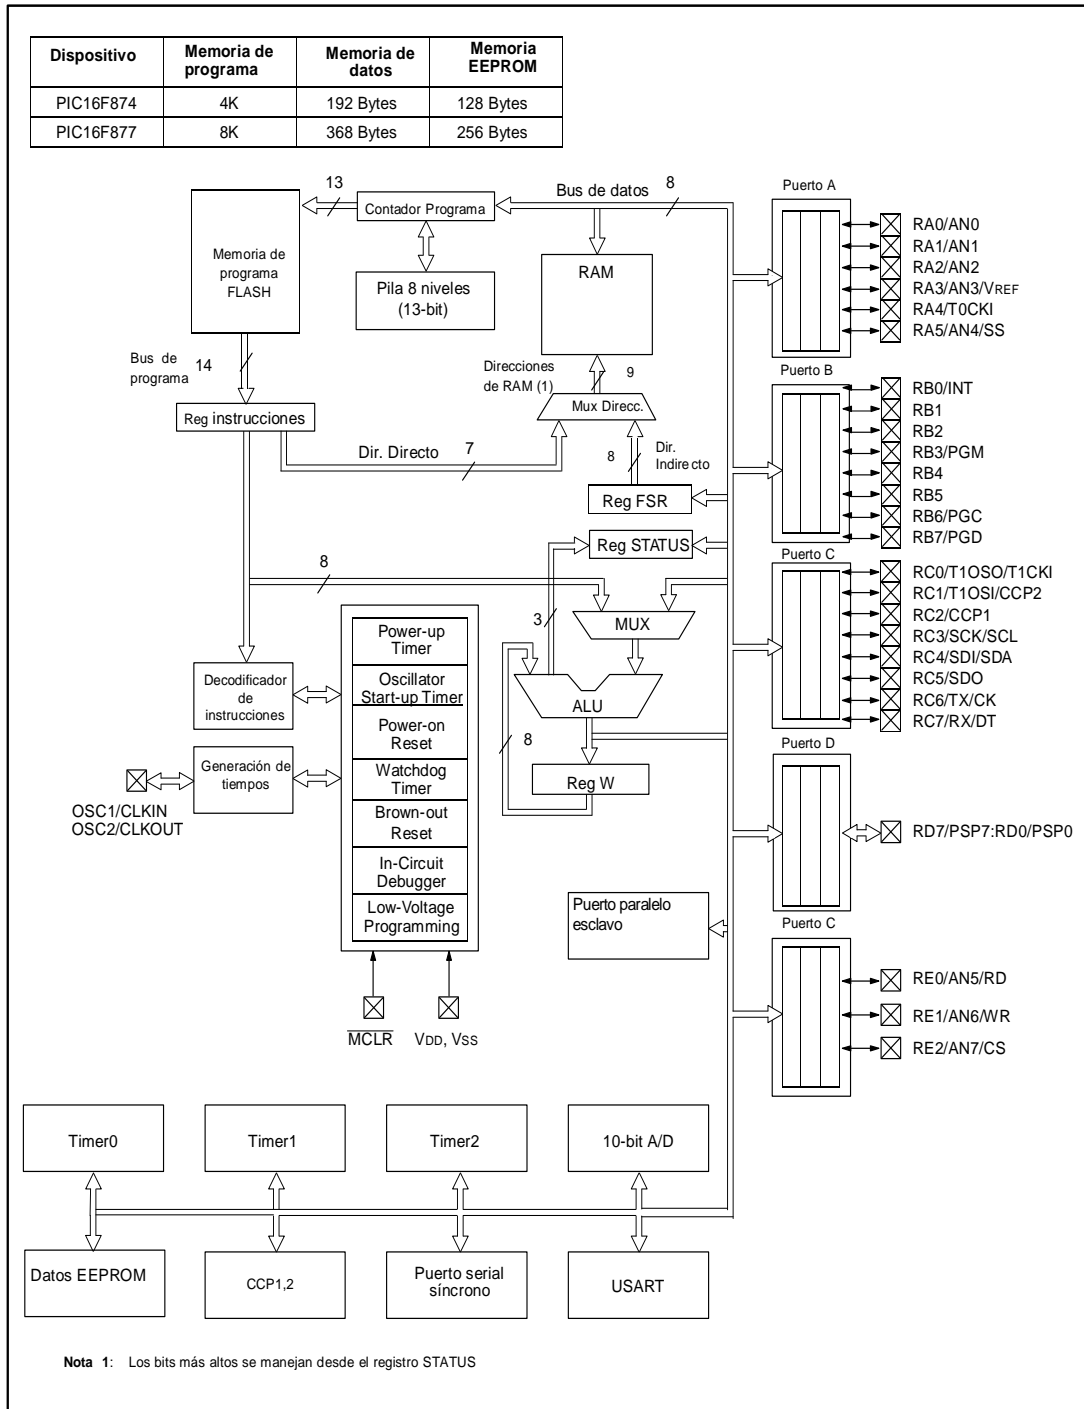 Dispositivo Memoria de programa Memoria de datos Memoria EEPROM
PIC16F874 4K 192 Bytes 128 Bytes
PIC16F877 8K 368 Bytes 256 Bytes
13
Contador Programa
Bus de datos
8
Memoria de
programa
FLASH
Pila 8 niveles
(13-bit)
RAM
Bus de
programa
14
Direcciones
de RAM (1)
9
Reg instrucciones
Mux Direcc.
Dir. Directo
7
8
Dir.
Indirecto
Reg FSR
Reg STATUS
8
3
MUX
Power-up
Timer
Oscillator
Start-up Timer
Power-on
Reset
Watchdog
Timer
Brown-out
Reset
In-Circuit
Debugger
Low-Voltage
Programming
Decodificador
de
instrucciones
ALU
8
Reg W
Generación de
tiempos
OSC1/CLKIN
OSC2/CLKOUT
Puerto paralelo
esclavo
MCLR
VDD, VSS
Puerto A
RA0/AN0
RA1/AN1
RA2/AN2
RA3/AN3/VREF
RA4/T0CKI
RA5/AN4/SS
Puerto B
RB0/INT
RB1
RB2
RB3/PGM
RB4
RB5
RB6/PGC
RB7/PGD
Puerto C
RC0/T1OSO/T1CKI
RC1/T1OSI/CCP2
RC2/CCP1
RC3/SCK/SCL
RC4/SDI/SDA
RC5/SDO
RC6/TX/CK
RC7/RX/DT
Puerto D
RD7/PSP7:RD0/PSP0
Puerto C
RE0/AN5/RD
RE1/AN6/WR
RE2/AN7/CS
Timer0
Timer1
Timer2
10-bit A/D
Datos EEPROM
CCP1,2
Puerto serial
síncrono
USART
Nota 1: Los bits más altos se manejan desde el registro STATUS